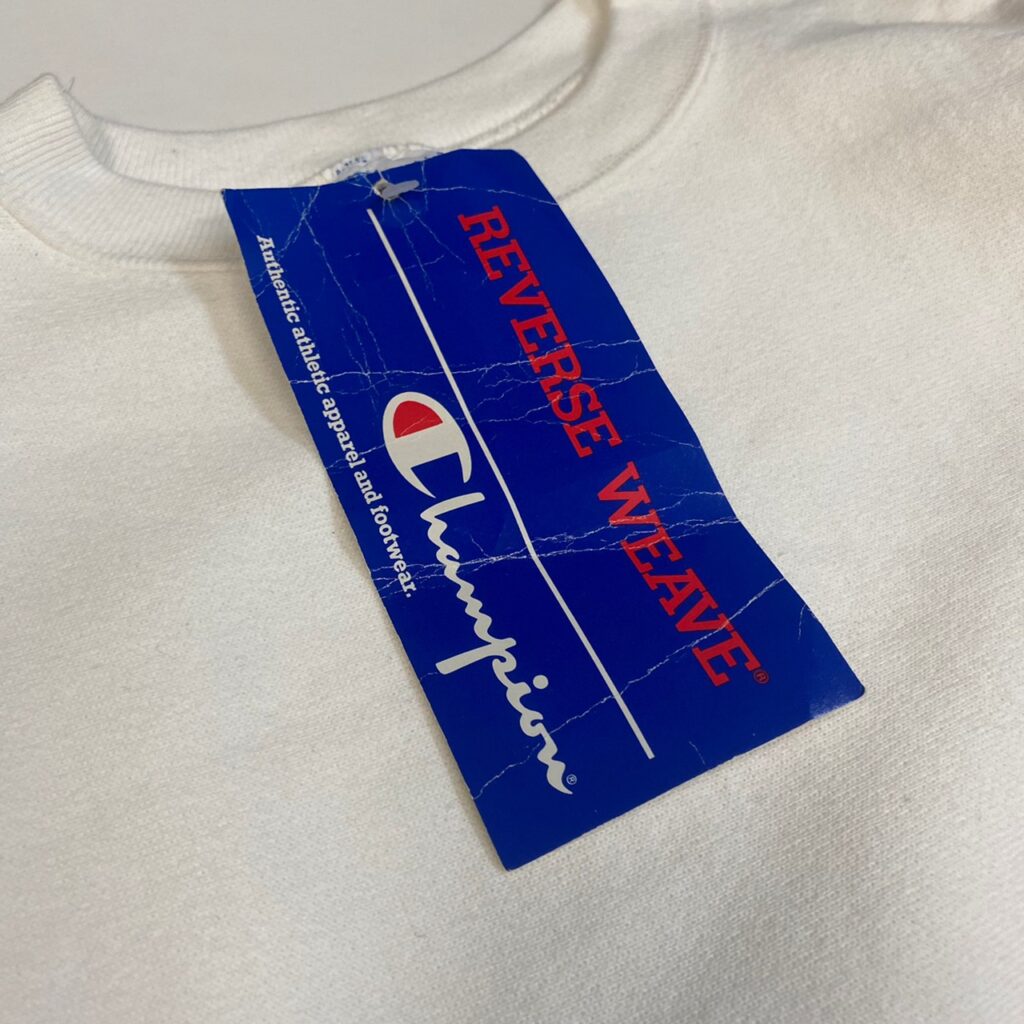 REVERSE WEAVE®
Champion®
Authentic athletic apparel and footwear.